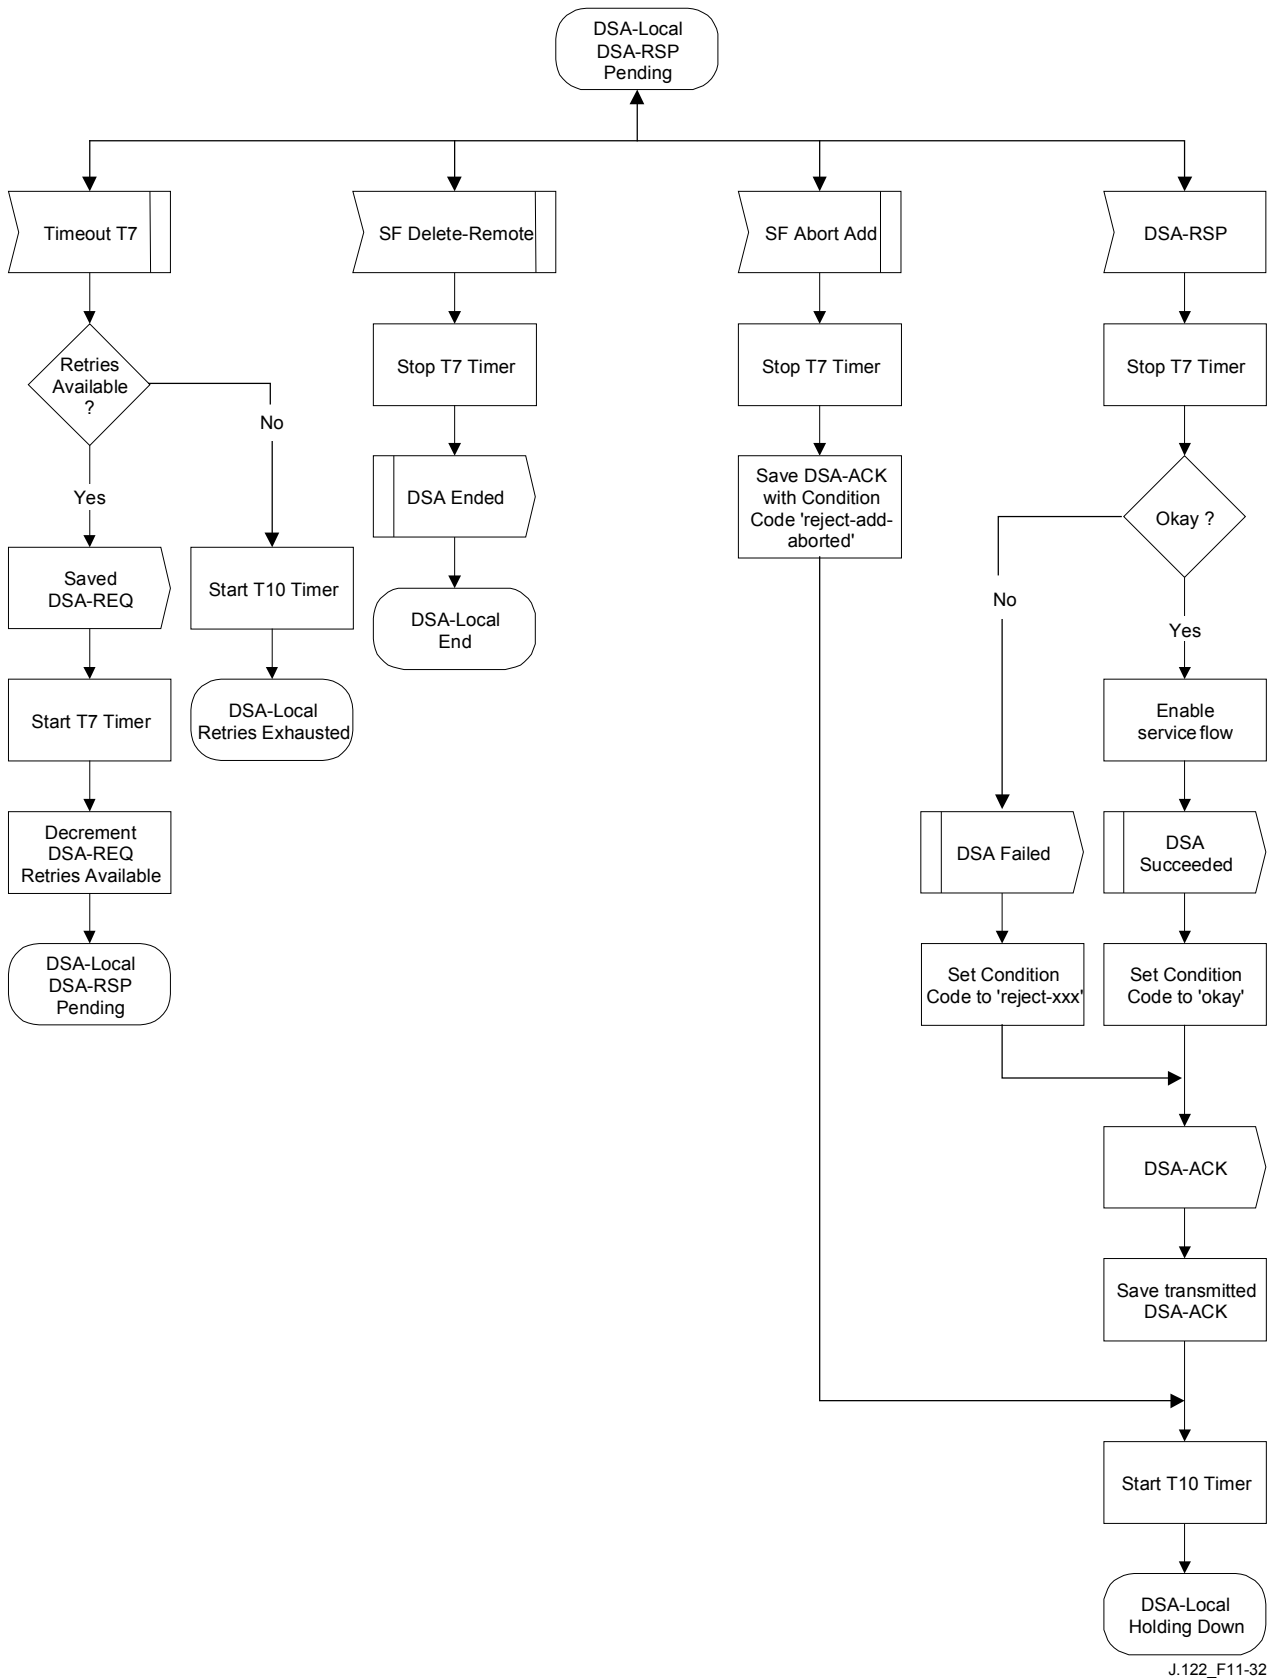 DSA-Local
DSA-RSP
Pending
Timeout T7
SF Delete-Remote
SF Abort Add
DSA-RSP
Retries
Available
?
Stop T7 Timer
Stop T7 Timer
Stop T7 Timer
No
Yes
DSA Ended
Save DSA-ACK
with Condition
Code 'reject-add-
aborted'
Okay ?
Saved
DSA-REQ
Start T10 Timer
DSA-Local
End
No
Yes
Start T7 Timer
DSA-Local
Retries Exhausted
Enable
service flow
Decrement
DSA-REQ
Retries Available
DSA Failed
DSA
Succeeded
DSA-Local
DSA-RSP
Pending
Set Condition
Code to 'reject-xxx'
Set Condition
Code to 'okay'
DSA-ACK
Save transmitted
DSA-ACK
Start T10 Timer
DSA-Local
Holding Down
J.122_F11-32